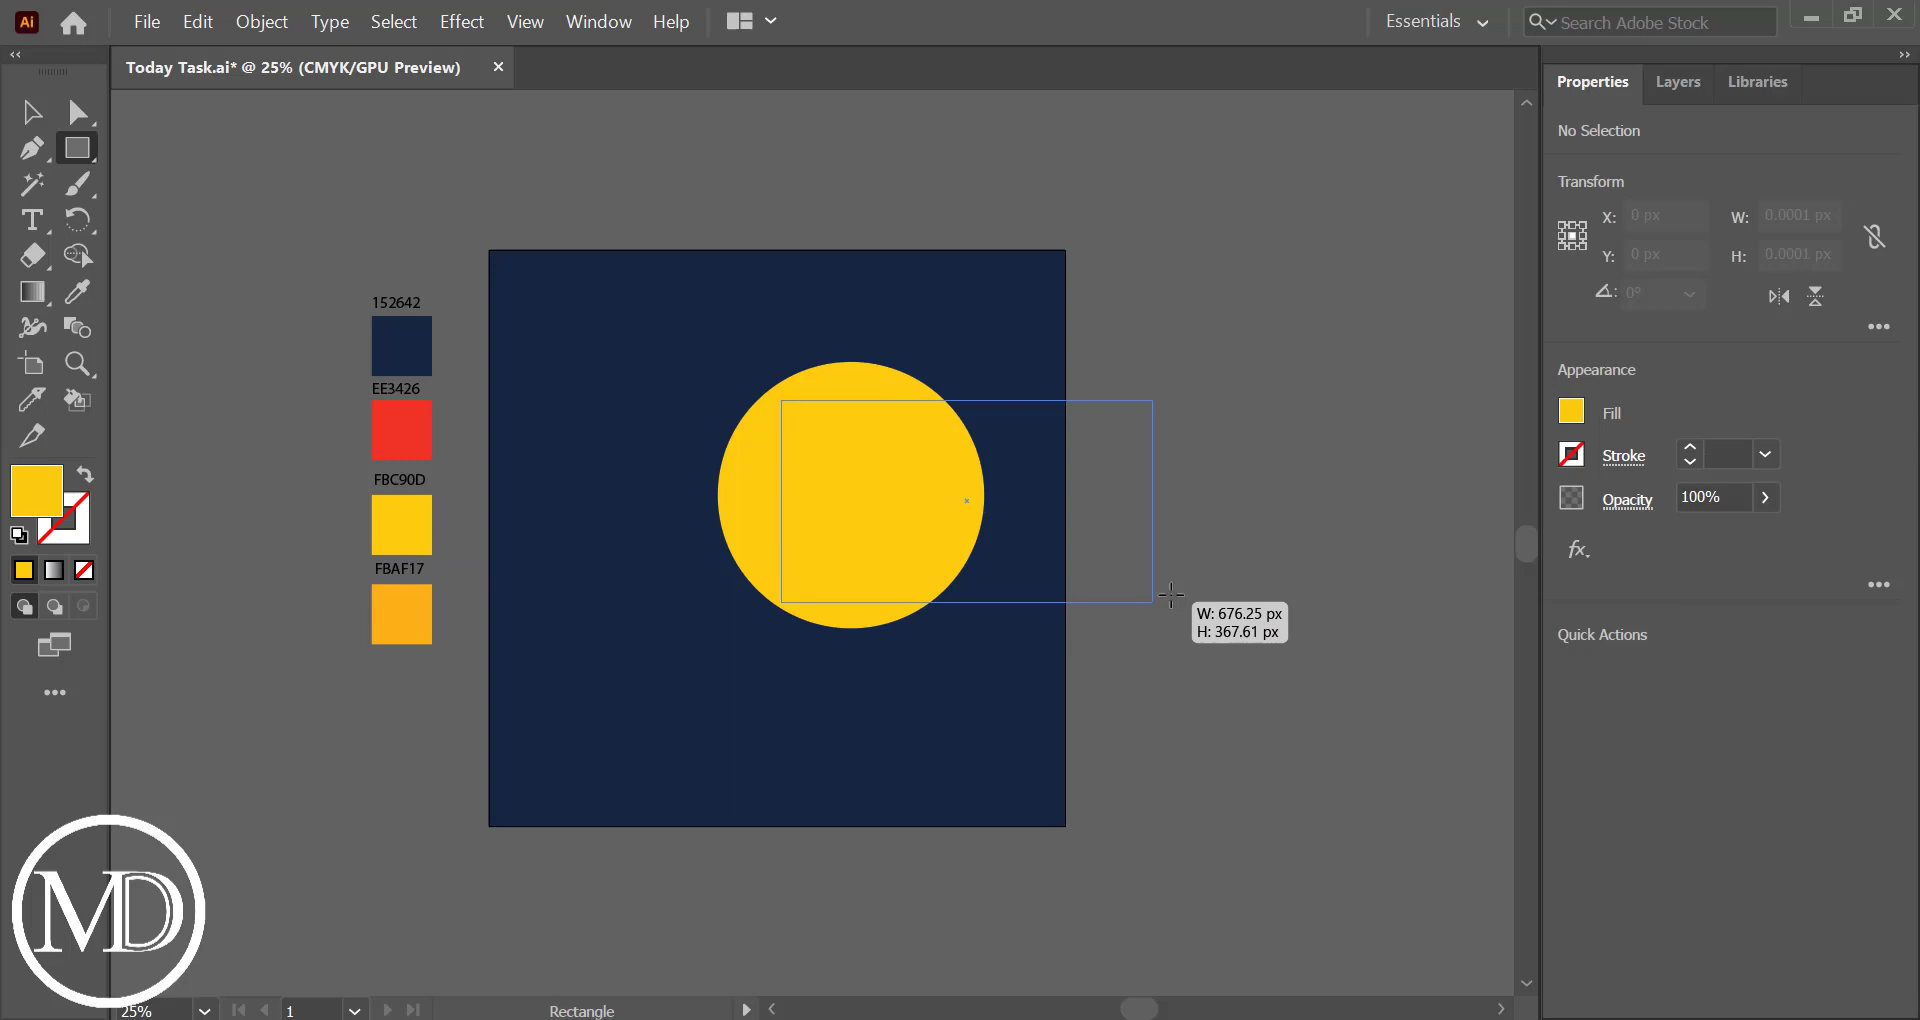 Ai File Edit Object Type Select Effect View Window Help Essentials Search Adobe Stock
Today Task.ai* @ 25% (CMYK/GPU Preview)
Properties Layers Libraries
No Selection
Transform
X: 0 px W: 0.0001 px
Y: 0 px H: 0.0001 px
0°
Appearance
Fill
Stroke
Opacity 100%
fx.
Quick Actions
152642
EE3426
FBC90D
FBAF17
W: 676.25 px
H: 367.61 px
MD
25% 1 Rectangle